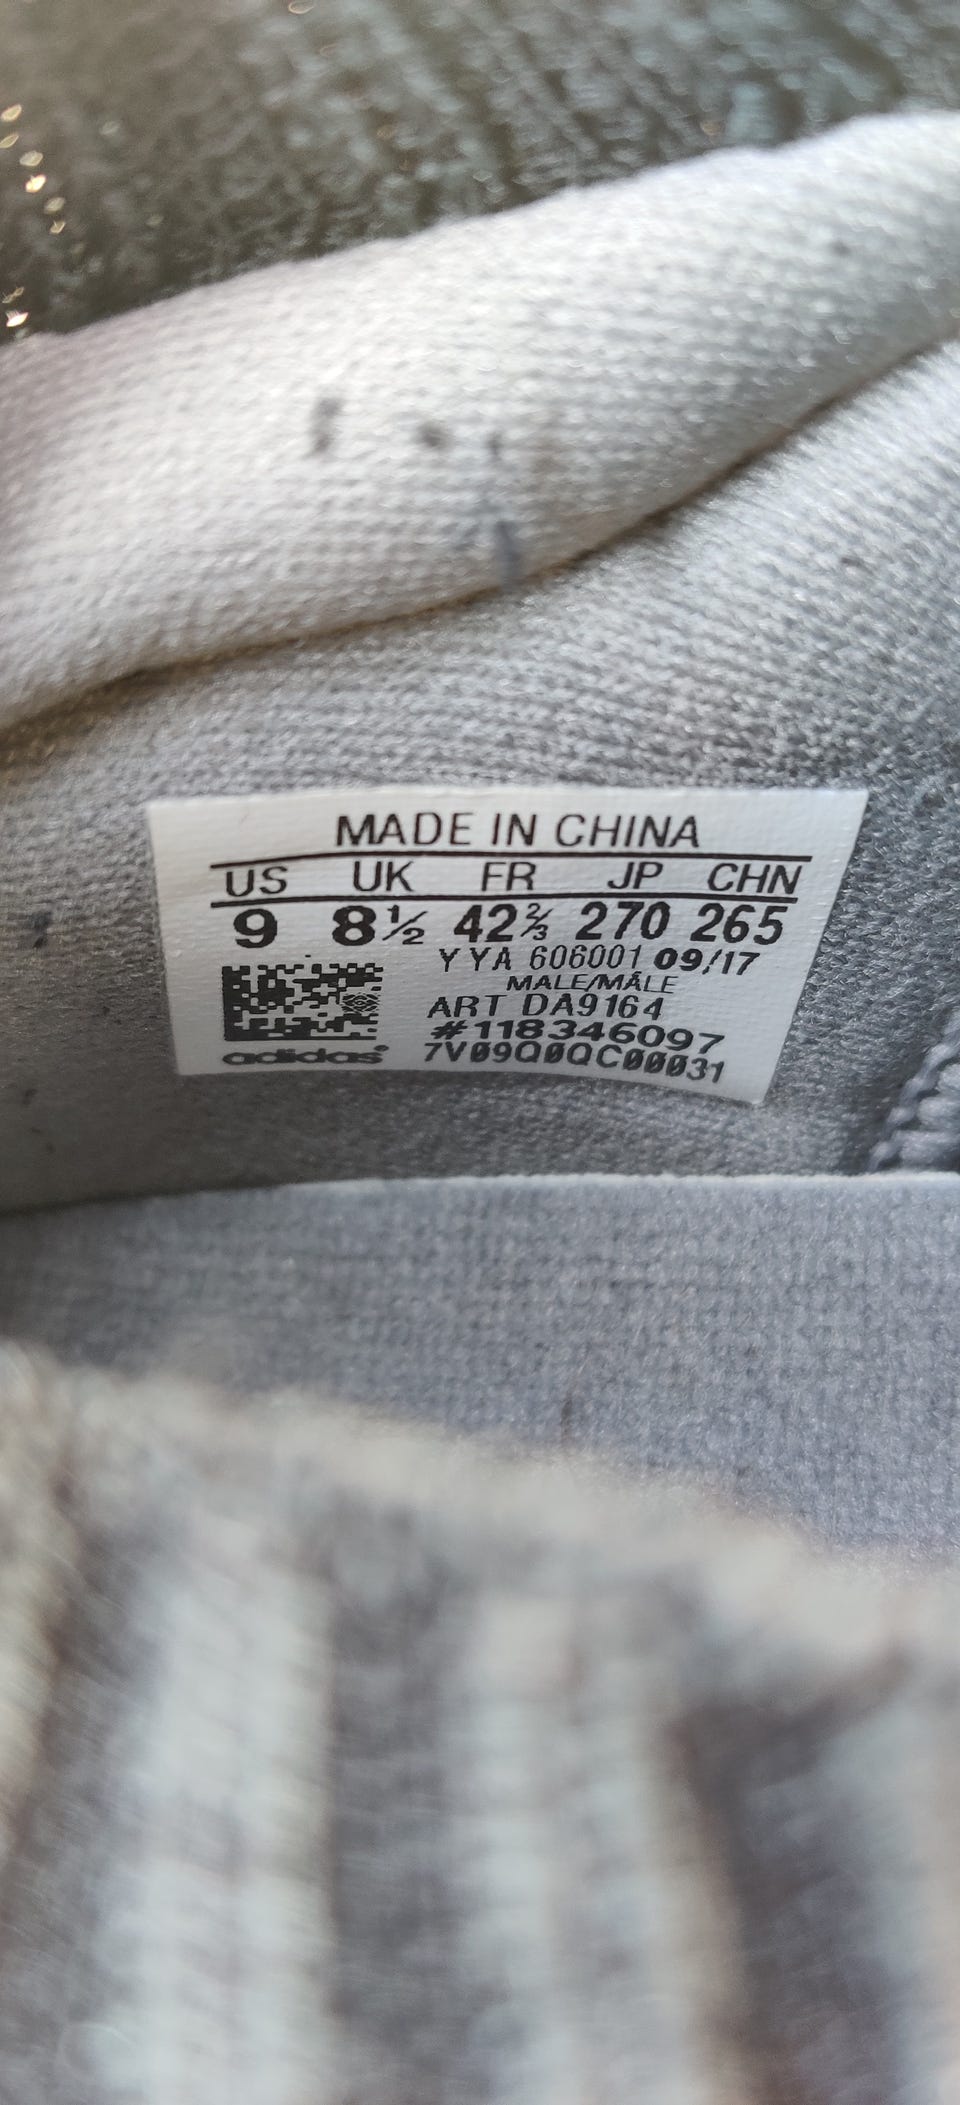 MADE IN CHINA
US UK FR JP CHN
9 8½ 42⅔ 270 265
YYA 606001 09/17
MALE/MÂLE
ART DA9164
#118346097
adidas® 7V09Q0QC00031